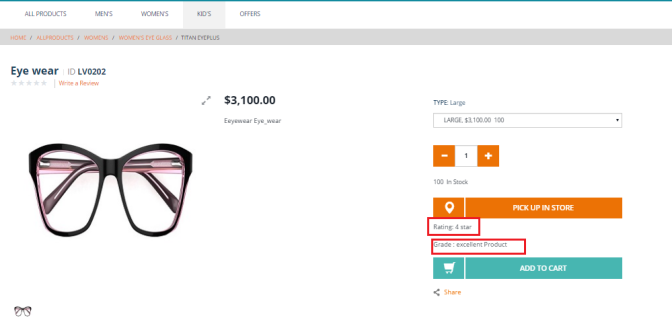 ALL PRODUCTS MEN'S WOMEN'S KID'S OFFERS
HOME / ALLPRODUCTS / WOMENS / WOMEN'S EYE GLASS / TITAN EYEPLUS
Eye wear | ID LV0202
Write a Review
$3,100.00
Eeyewear Eye_wear
TYPE: Large
LARGE, $3,100.00 100
1
100 In Stock
PICK UP IN STORE
Rating: 4 star
Grade : excellent Product
ADD TO CART
Share